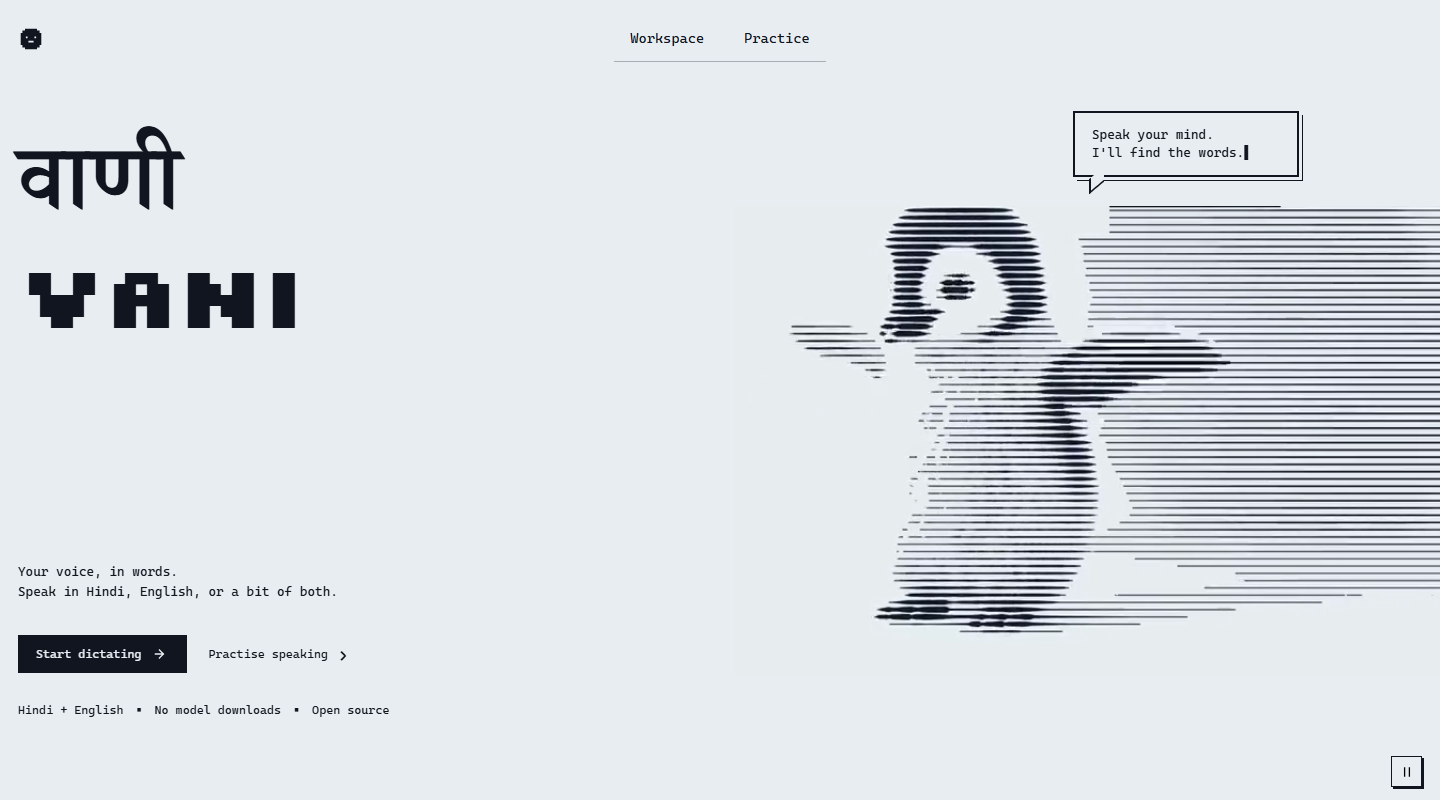 Workspace Practice
Speak your mind.
I'll find the words.
वाणी
VANI
Your voice, in words.
Speak in Hindi, English, or a bit of both.
Start dictating → Practise speaking ›
Hindi + English ▪ No model downloads ▪ Open source